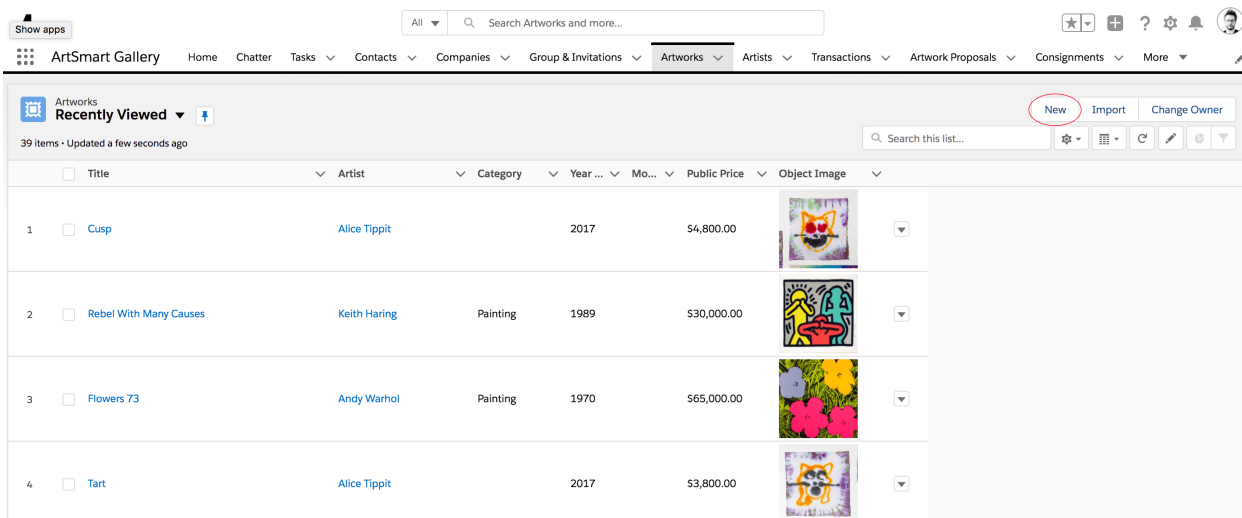 Show apps
All Search Artworks and more...
ArtSmart Gallery Home Chatter Tasks Contacts Companies Group & Invitations Artworks Artists Transactions Artwork Proposals Consignments More
Artworks
Recently Viewed
New Import Change Owner
39 items • Updated a few seconds ago
Search this list...
Title Artist Category Year ... Mo... Public Price Object Image
1 Cusp Alice Tippit 2017 $4,800.00
2 Rebel With Many Causes Keith Haring Painting 1989 $30,000.00
3 Flowers 73 Andy Warhol Painting 1970 $65,000.00
4 Tart Alice Tippit 2017 $3,800.00